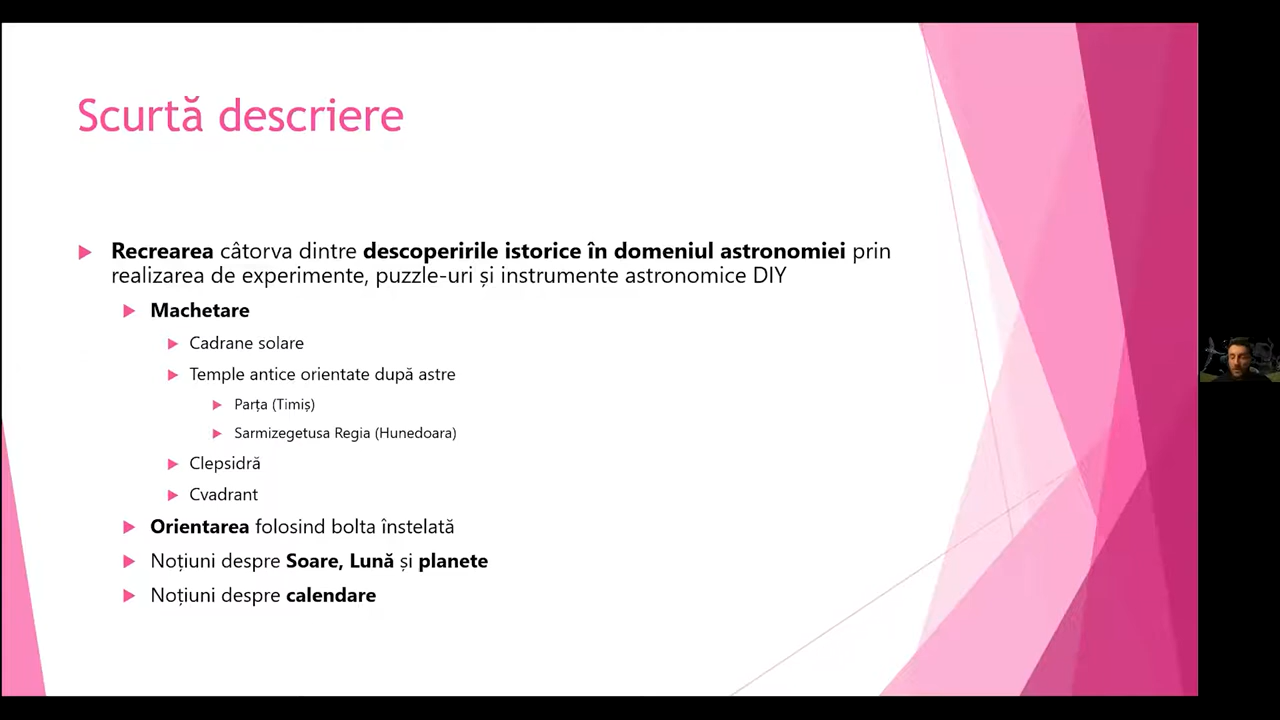 Scurtă descriere
Recrearea câtorva dintre descoperirile istorice în domeniul astronomiei prin
realizarea de experimente, puzzle-uri și instrumente astronomice DIY
Machetare
Cadrane solare
Temple antice orientate după astre
Parța (Timiș)
Sarmizegetusa Regia (Hunedoara)
Clepsidră
Cvadrant
Orientarea folosind bolta înstelată
Noțiuni despre Soare, Lună și planete
Noțiuni despre calendare